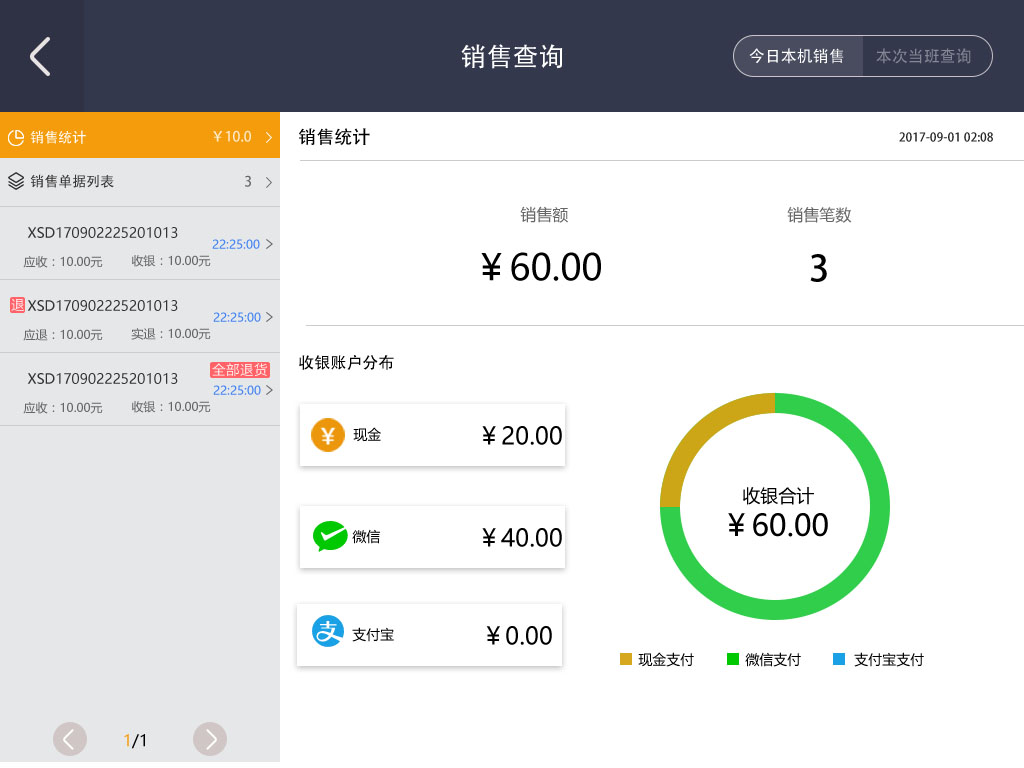 销售查询
今日本机销售 本次当班查询
销售统计 ¥10.0
销售单据列表 3
XSD170902225201013
22:25:00
应收：10.00元 收银：10.00元
退 XSD170902225201013
22:25:00
应退：10.00元 实退：10.00元
全部退货
XSD170902225201013
22:25:00
应收：10.00元 收银：10.00元
1/1
销售统计 2017-09-01 02:08
销售额 销售笔数
¥60.00 3
收银账户分布
¥ 现金 ¥20.00
微信 ¥40.00
支 支付宝 ¥0.00
收银合计
¥60.00
现金支付 微信支付 支付宝支付